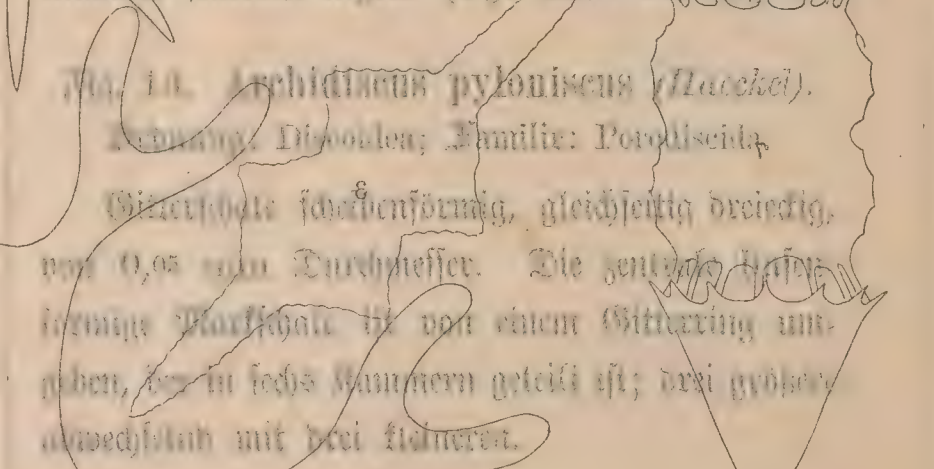 Fig. 10. Archidiscus pyloniscus (Haeckel).
Ordnung: Discoidea; Familie: Porodiscida.
Gitterschale scheibenförmig, gleichseitig dreieckig,
von 0,05 mm Durchmesser. Die zentrale linsen-
förmige Markschale ist von einem Gitterring um-
geben, der in sechs Kammern geteilt ist; drei größere
abwechselnd mit drei kleineren.